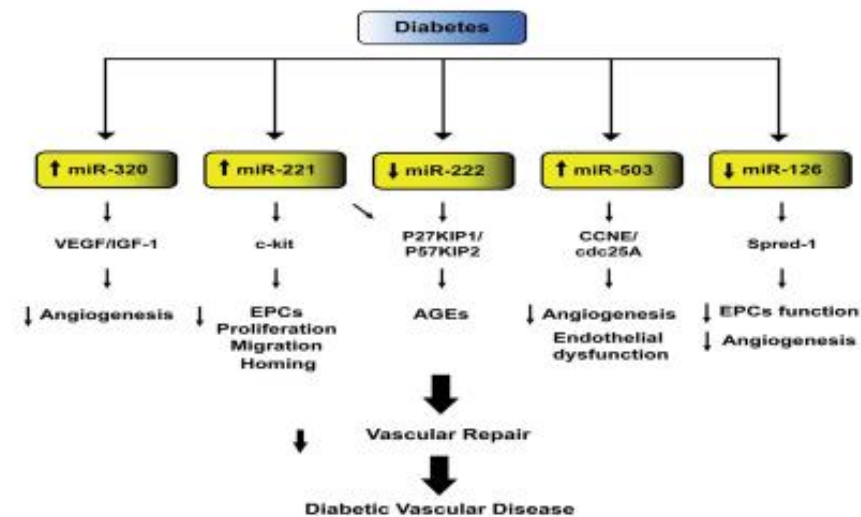 Diabetes
↑ miR-320
↑ miR-221
↓ miR-222
↑ miR-503
↓ miR-126
VEGF/IGF-1
c-kit
P27KIP1/
P57KIP2
CCNE/
cdc25A
Spred-1
↓ Angiogenesis
↓ EPCs
Proliferation
Migration
Homing
AGEs
↓ Angiogenesis
Endothelial
dysfunction
↓ EPCs function
↓ Angiogenesis
↓ Vascular Repair
Diabetic Vascular Disease